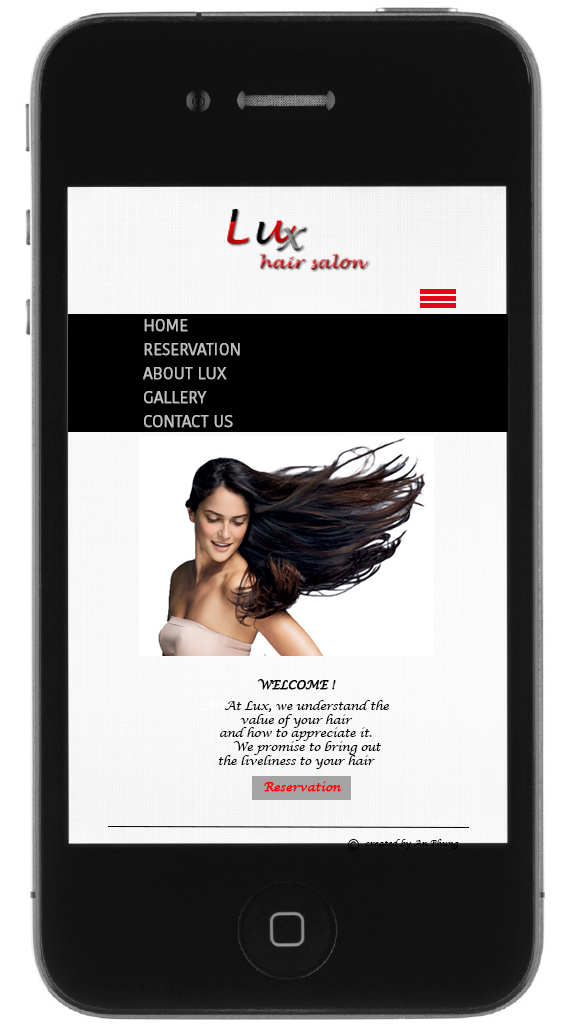 Lux
hair salon
HOME
RESERVATION
ABOUT LUX
GALLERY
CONTACT US
WELCOME !
At Lux, we understand the
value of your hair
and how to appreciate it.
We promise to bring out
the liveliness to your hair
Reservation
© created by An Phung